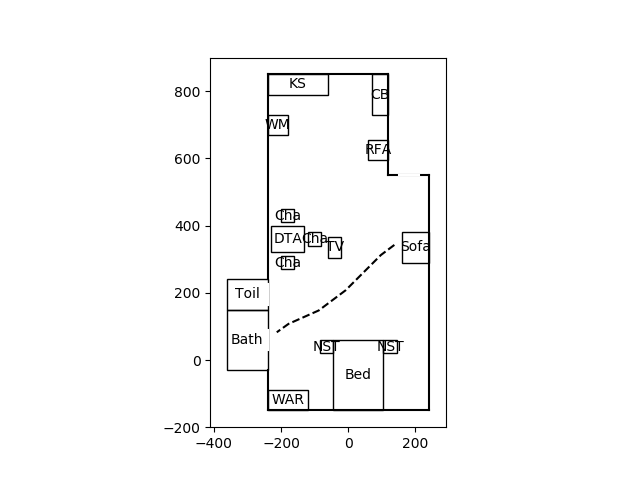 800
600
400
200
0
−200
−400
−200
0
200
KS
CB
WM
RFA
Cha
DTA
Cha
TV
Sofa
Cha
Toil
Bath
NST
NST
Bed
WAR